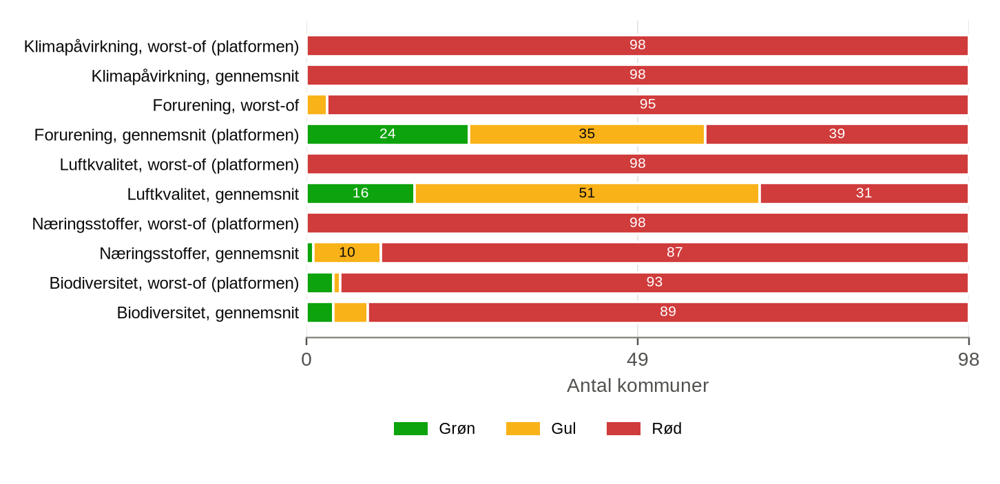 Klimapåvirkning, worst-of (platformen) 98
Klimapåvirkning, gennemsnit 98
Forurening, worst-of 95
Forurening, gennemsnit (platformen) 24 35 39
Luftkvalitet, worst-of (platformen) 98
Luftkvalitet, gennemsnit 16 51 31
Næringsstoffer, worst-of (platformen) 98
Næringsstoffer, gennemsnit 10 87
Biodiversitet, worst-of (platformen) 93
Biodiversitet, gennemsnit 89
0 49 98
Antal kommuner
Grøn Gul Rød